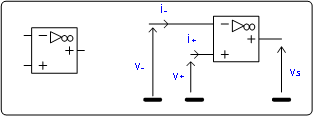 i-
- ▷∞
+
+
- ▷∞
+
+
i+
v-
v+
vs